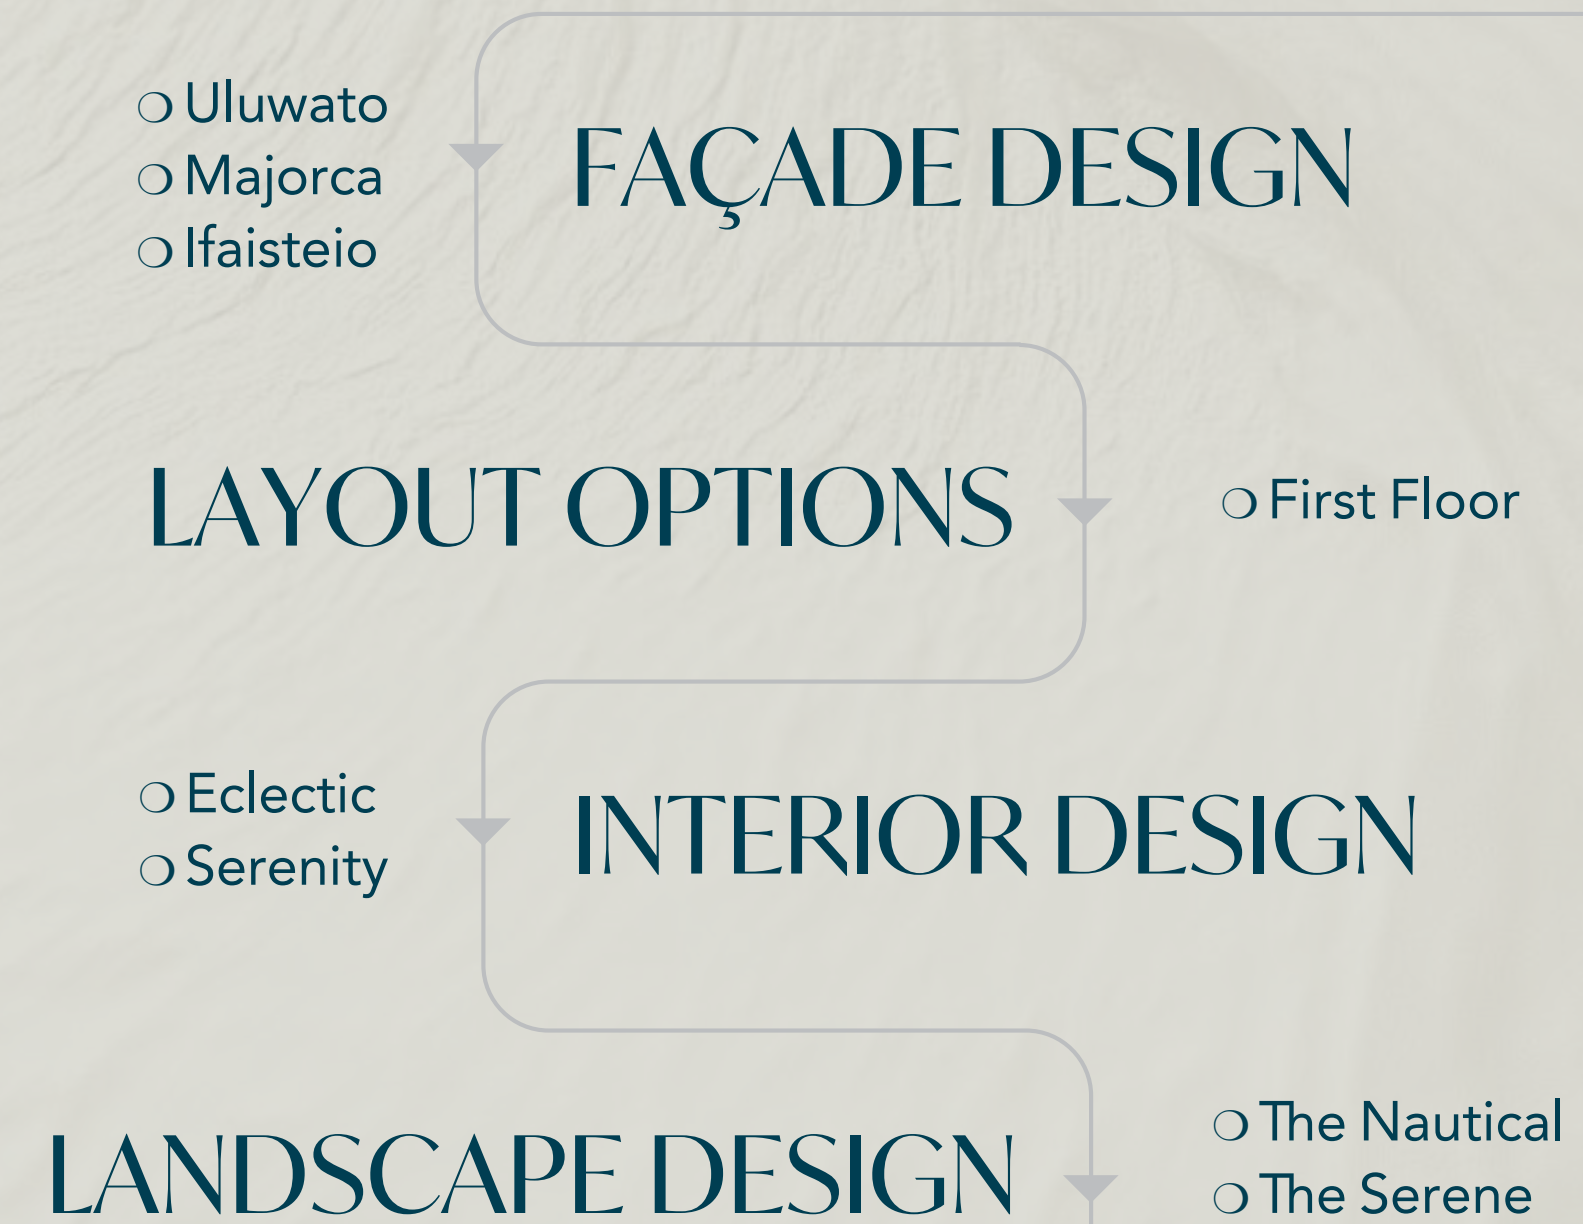 ❍ Uluwato
❍ Majorca
❍ Ifaisteio
FAÇADE DESIGN
LAYOUT OPTIONS
❍ First Floor
❍ Eclectic
❍ Serenity
INTERIOR DESIGN
LANDSCAPE DESIGN
❍ The Nautical
❍ The Serene